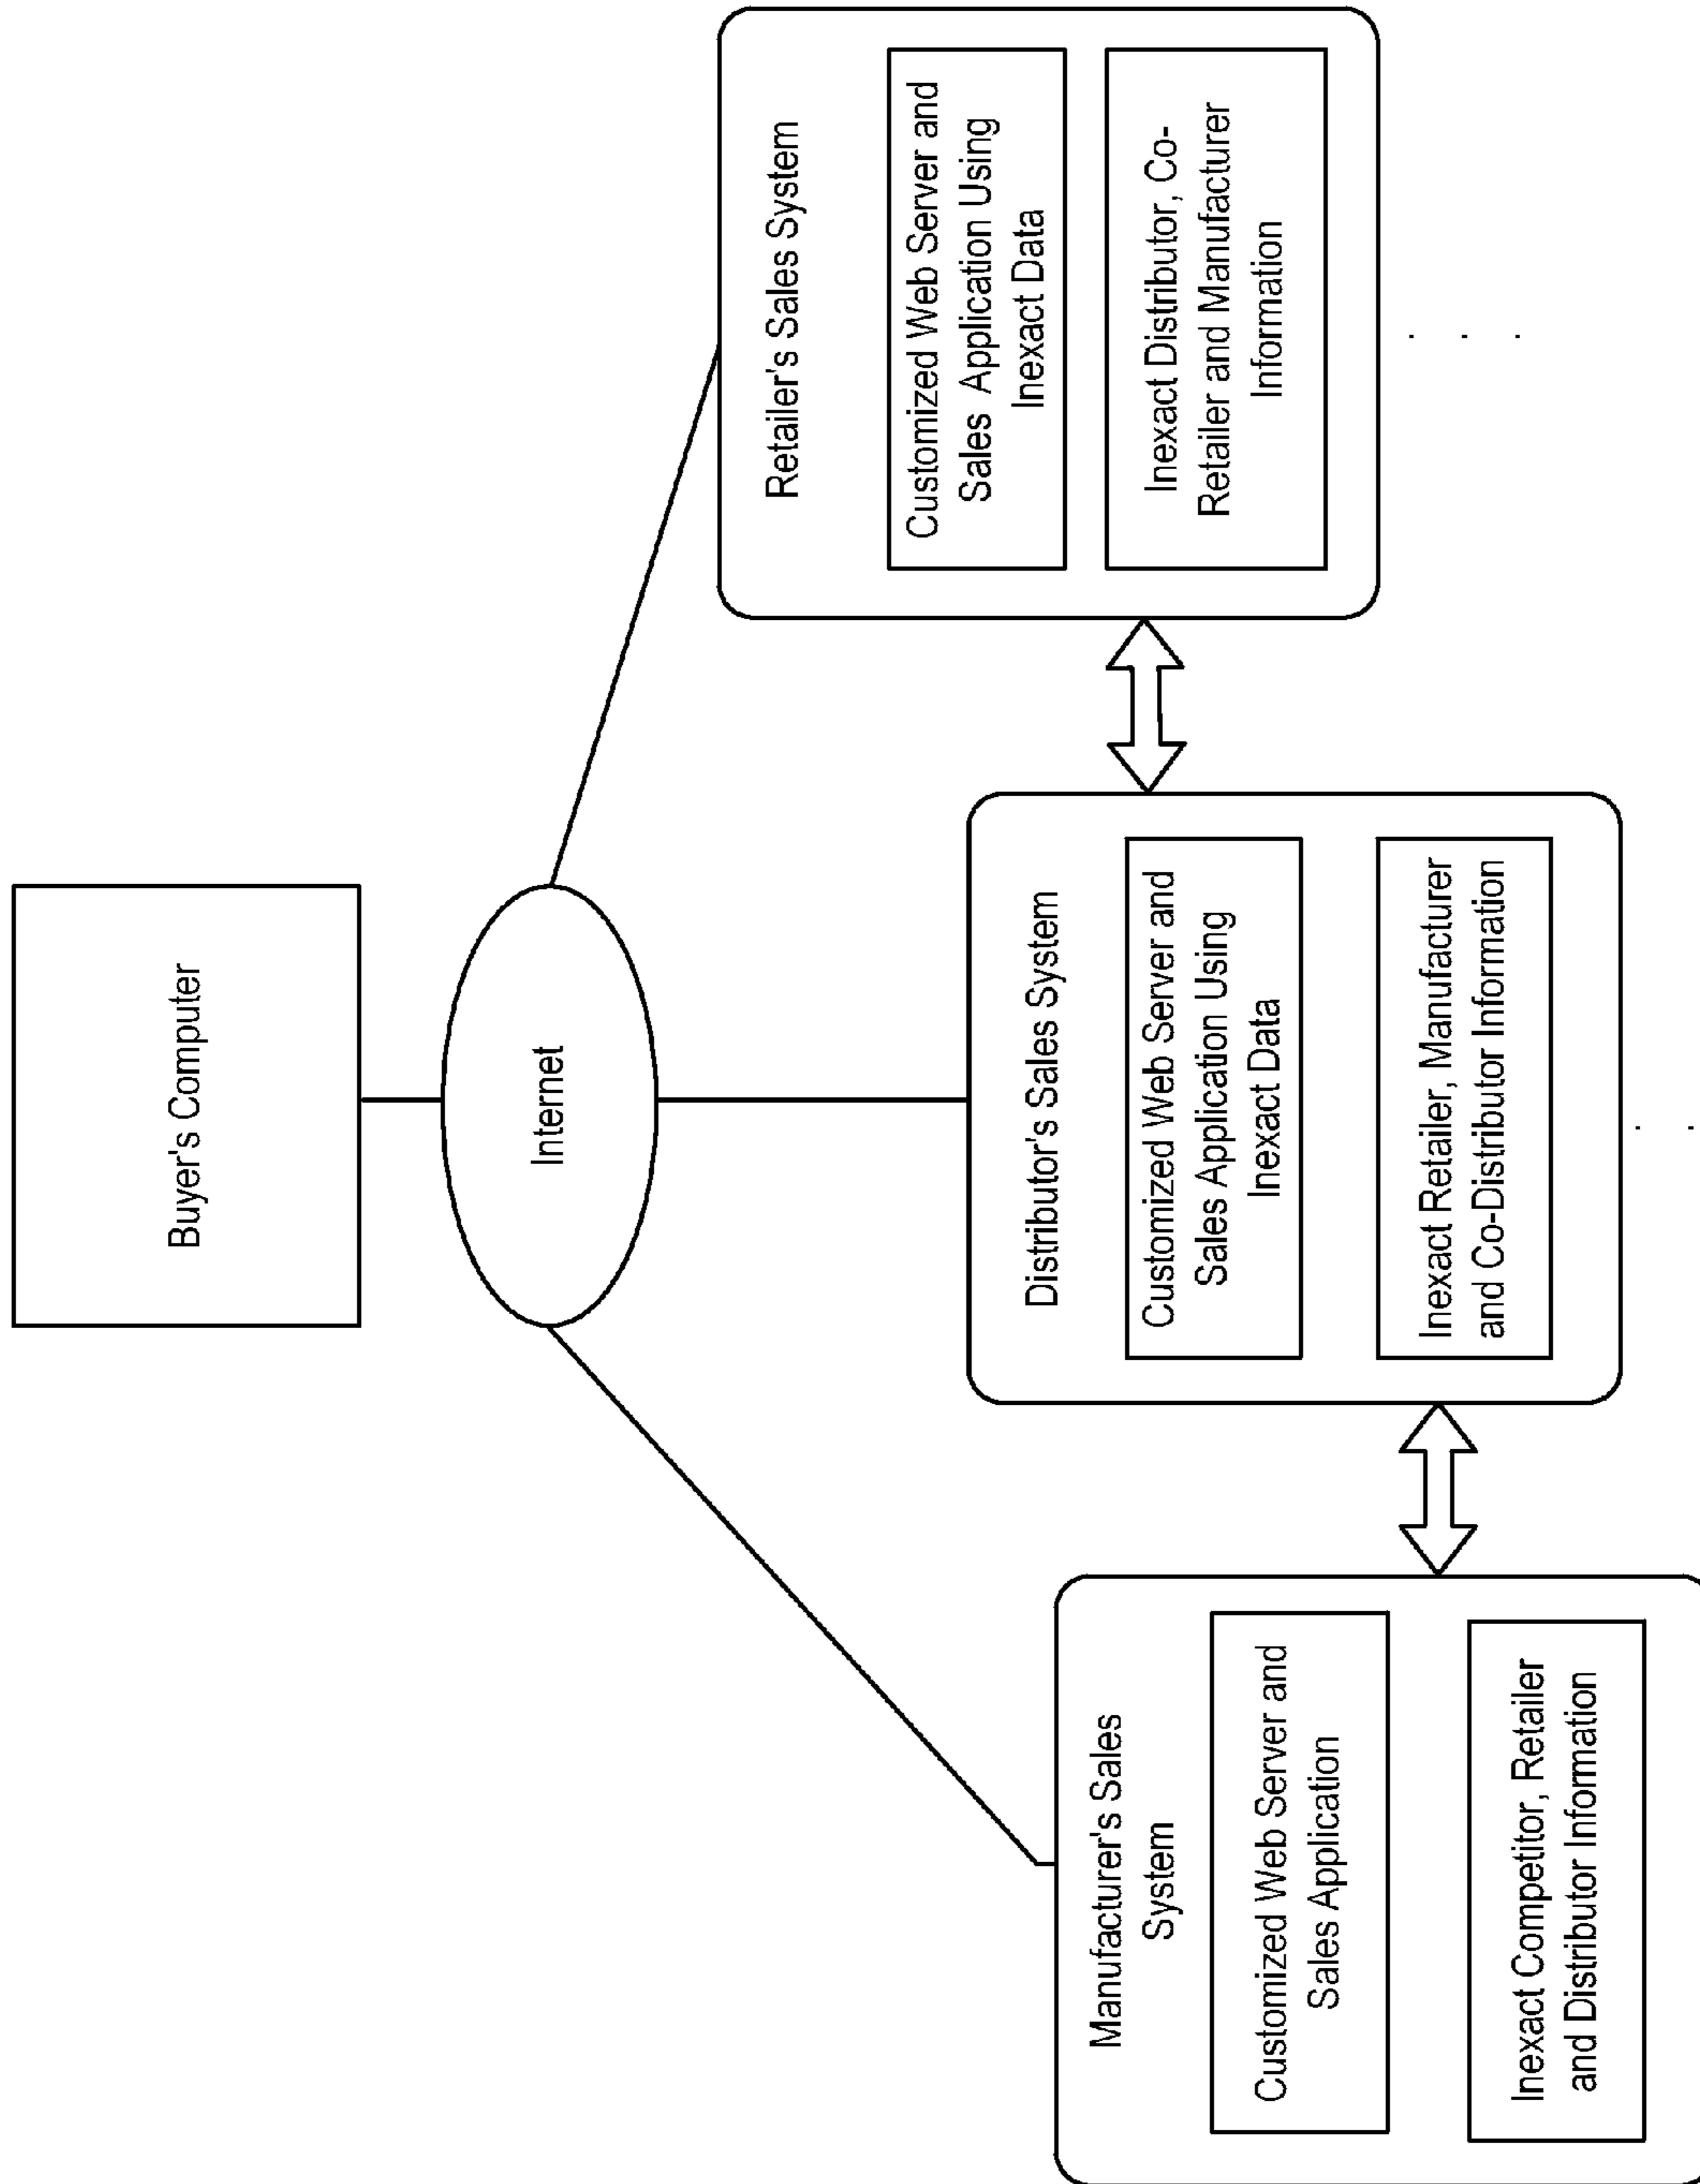 Buyer's Computer
Internet
Manufacturer's Sales
System
Customized Web Server and
Sales Application
Inexact Competitor, Retailer
and Distributor Information
Distributor's Sales System
Customized Web Server and
Sales Application Using
Inexact Data
Inexact Retailer, Manufacturer
and Co-Distributor Information
Retailer's Sales System
Customized Web Server and
Sales Application Using
Inexact Data
Inexact Distributor, Co-
Retailer and Manufacturer
Information